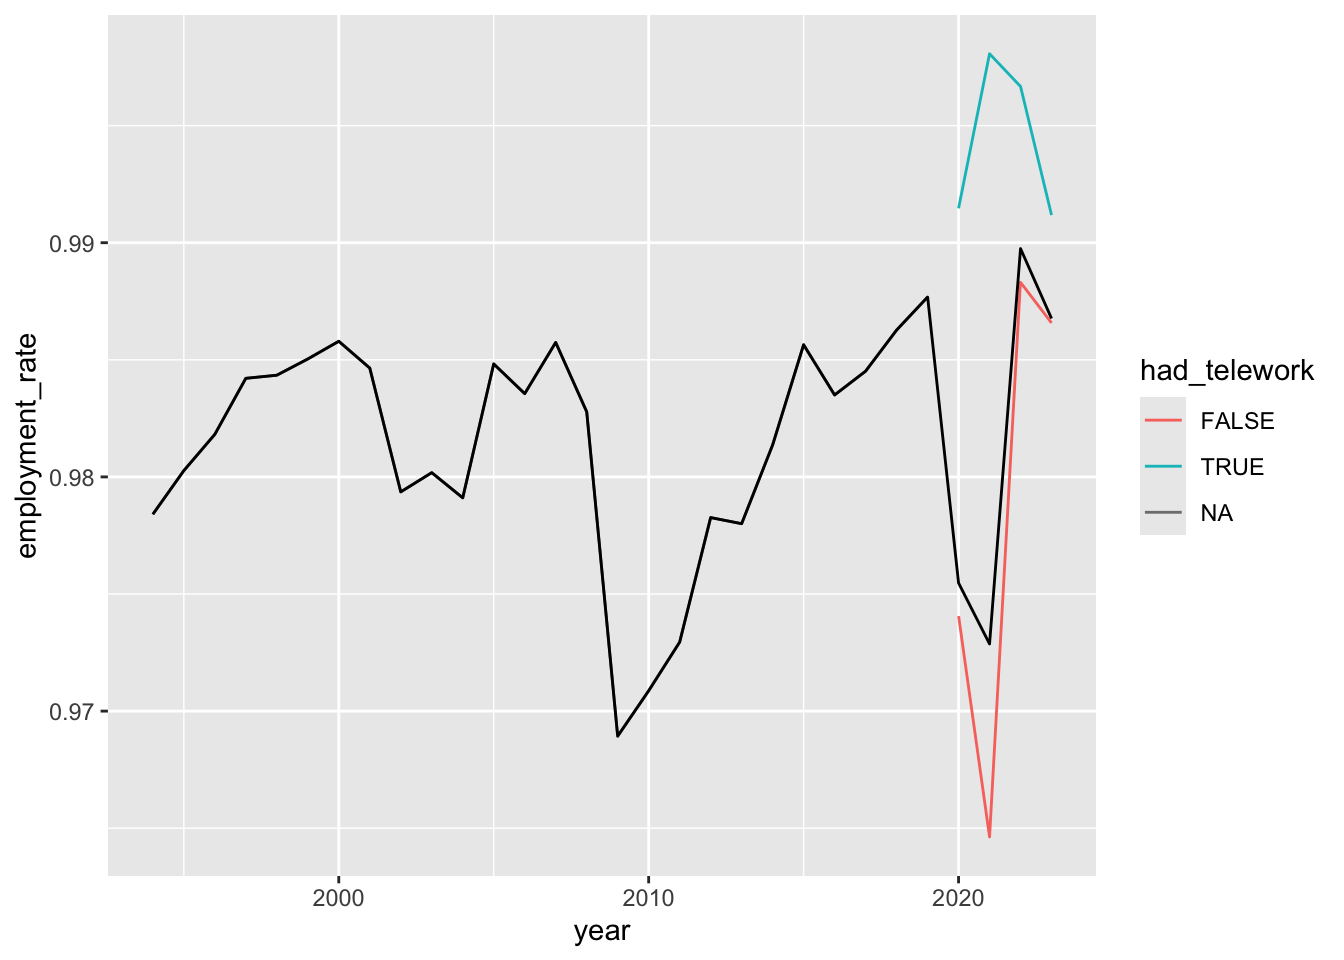 0.99
0.98
0.97
employment_rate
2000
2010
2020
year
had_telework
FALSE
TRUE
NA